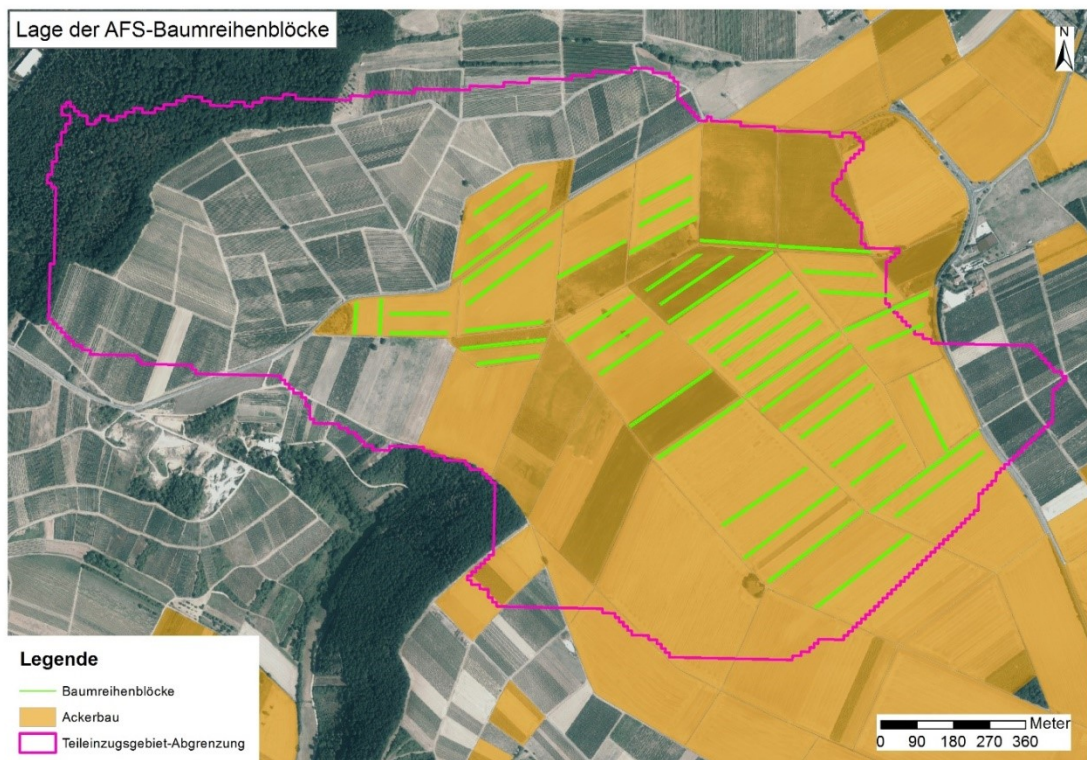 Lage der AFS-Baumreihenblöcke
N
Legende
Baumreihenblöcke
Ackerbau
Teileinzugsgebiet-Abgrenzung
Meter
0 90 180 270 360